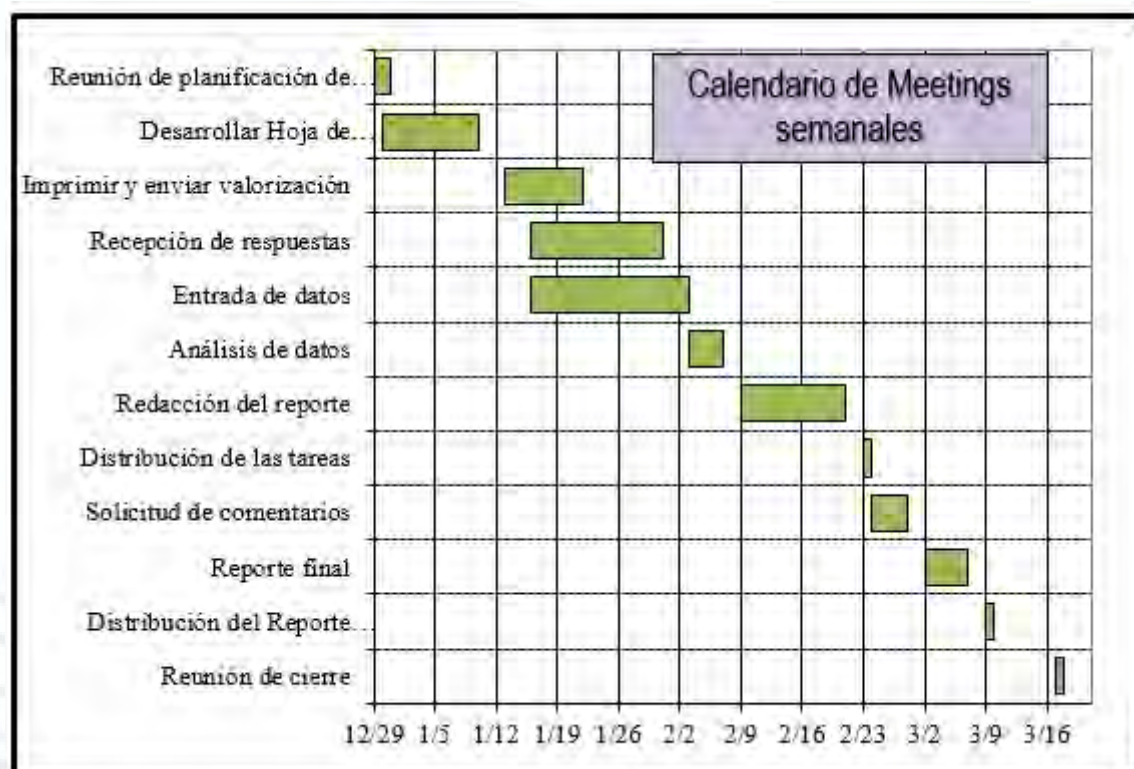 Calendario de Meetings
semanales
Reunión de planificación de...
Desarrollar Hoja de...
Imprimir y enviar valorización
Recepción de respuestas
Entrada de datos
Análisis de datos
Redacción del reporte
Distribución de las tareas
Solicitud de comentarios
Reporte final
Distribución del Reporte...
Reunión de cierre
12/29 1/5 1/12 1/19 1/26 2/2 2/9 2/16 2/23 3/2 3/9 3/16